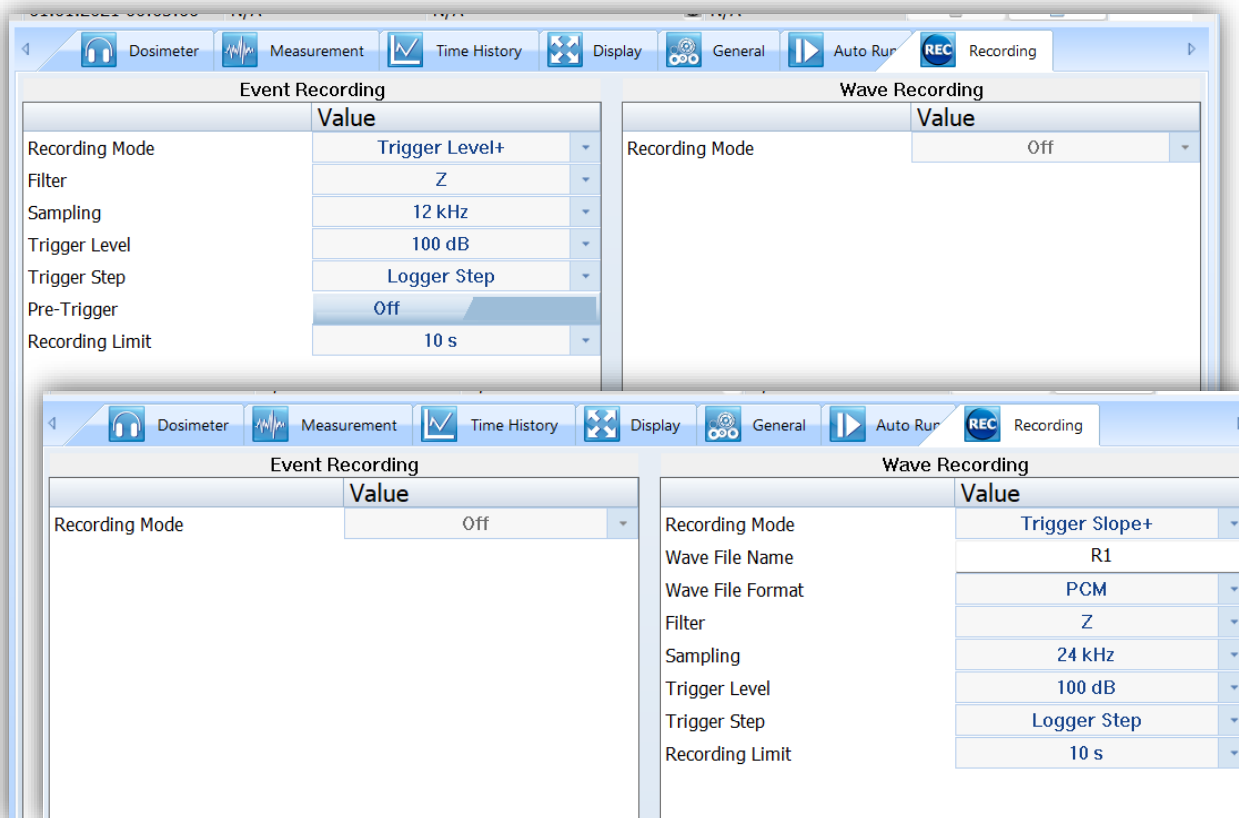 Dosimeter Measurement Time History Display General Auto Run REC Recording
Event Recording Wave Recording
Value Value
Recording Mode Trigger Level+ Recording Mode Off
Filter Z
Sampling 12 kHz
Trigger Level 100 dB
Trigger Step Logger Step
Pre-Trigger Off
Recording Limit 10 s
Dosimeter Measurement Time History Display General Auto Run REC Recording
Event Recording Wave Recording
Value Value
Recording Mode Off Recording Mode Trigger Slope+
Wave File Name R1
Wave File Format PCM
Filter Z
Sampling 24 kHz
Trigger Level 100 dB
Trigger Step Logger Step
Recording Limit 10 s